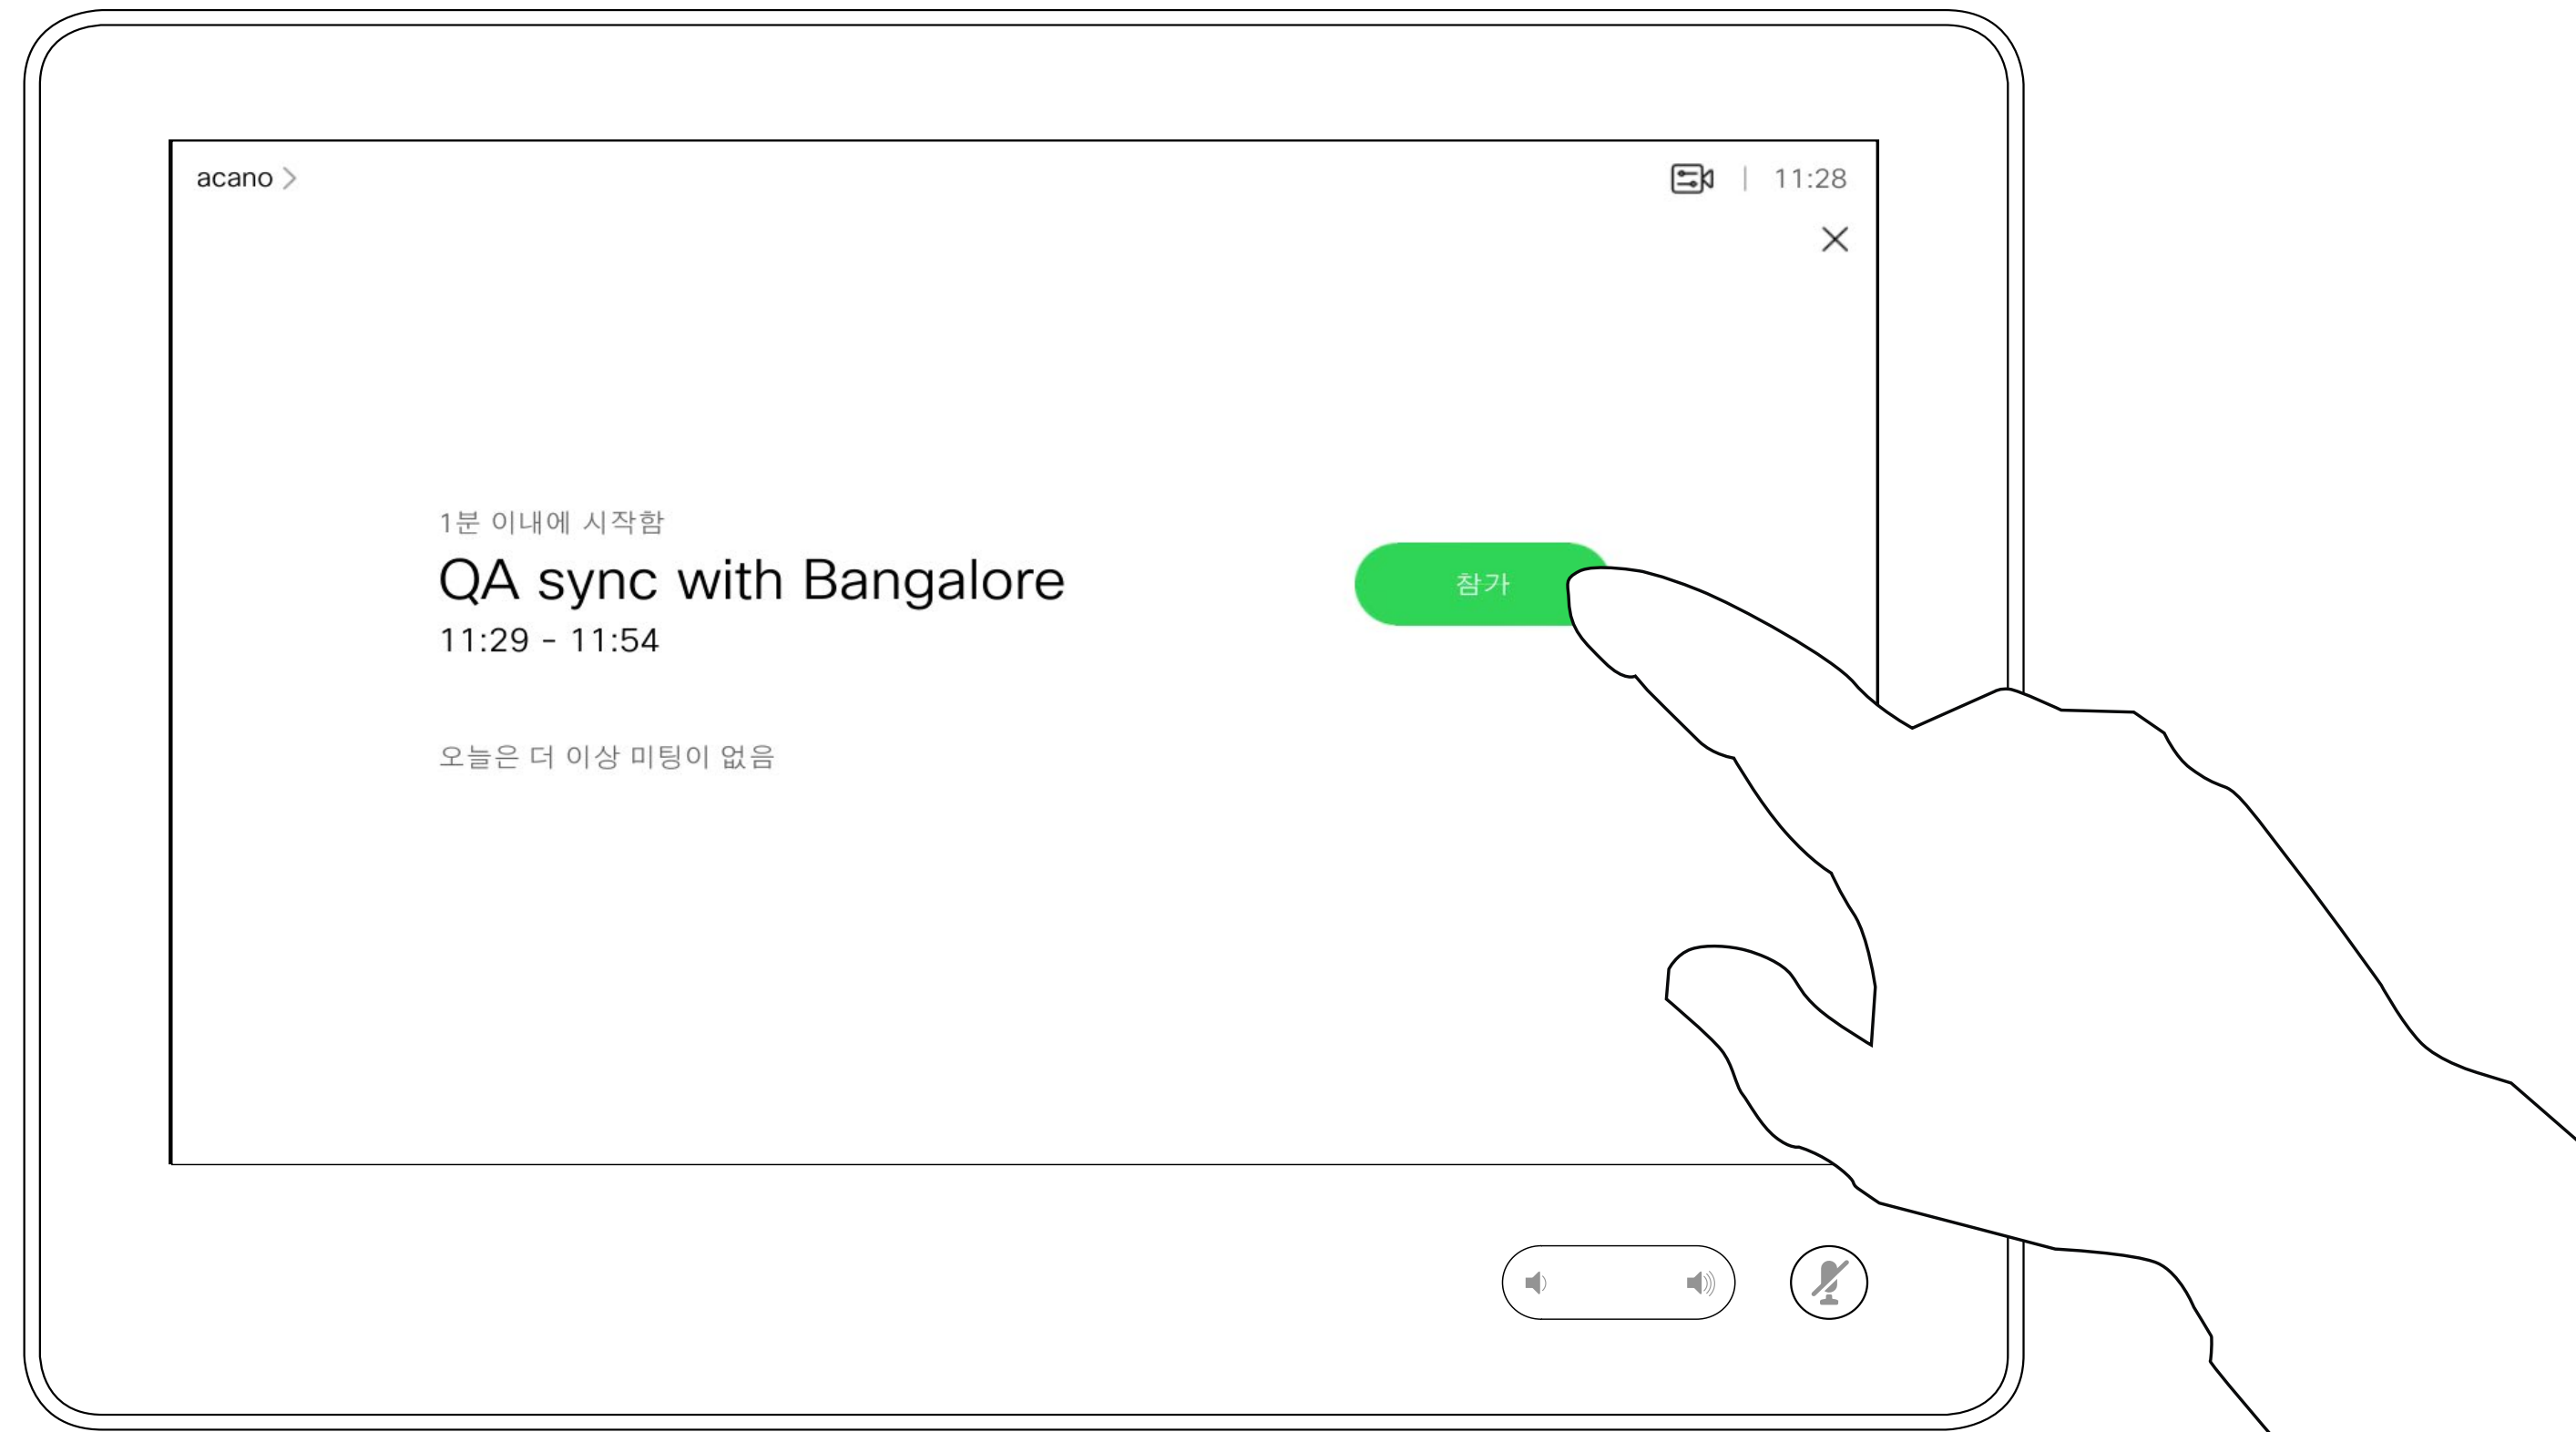 acano
11:28
1분 이내에 시작함
QA sync with Bangalore
참가
11:29 - 11:54
오늘은 더 이상 미팅이 없음